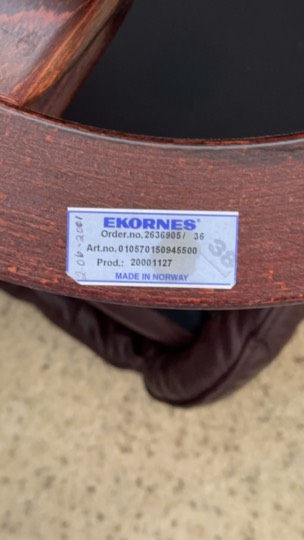 EKORNES®
Order.no. 2636905 / 36
Art.no. 010570150945500
Prod.: 20001127
MADE IN NORWAY
36